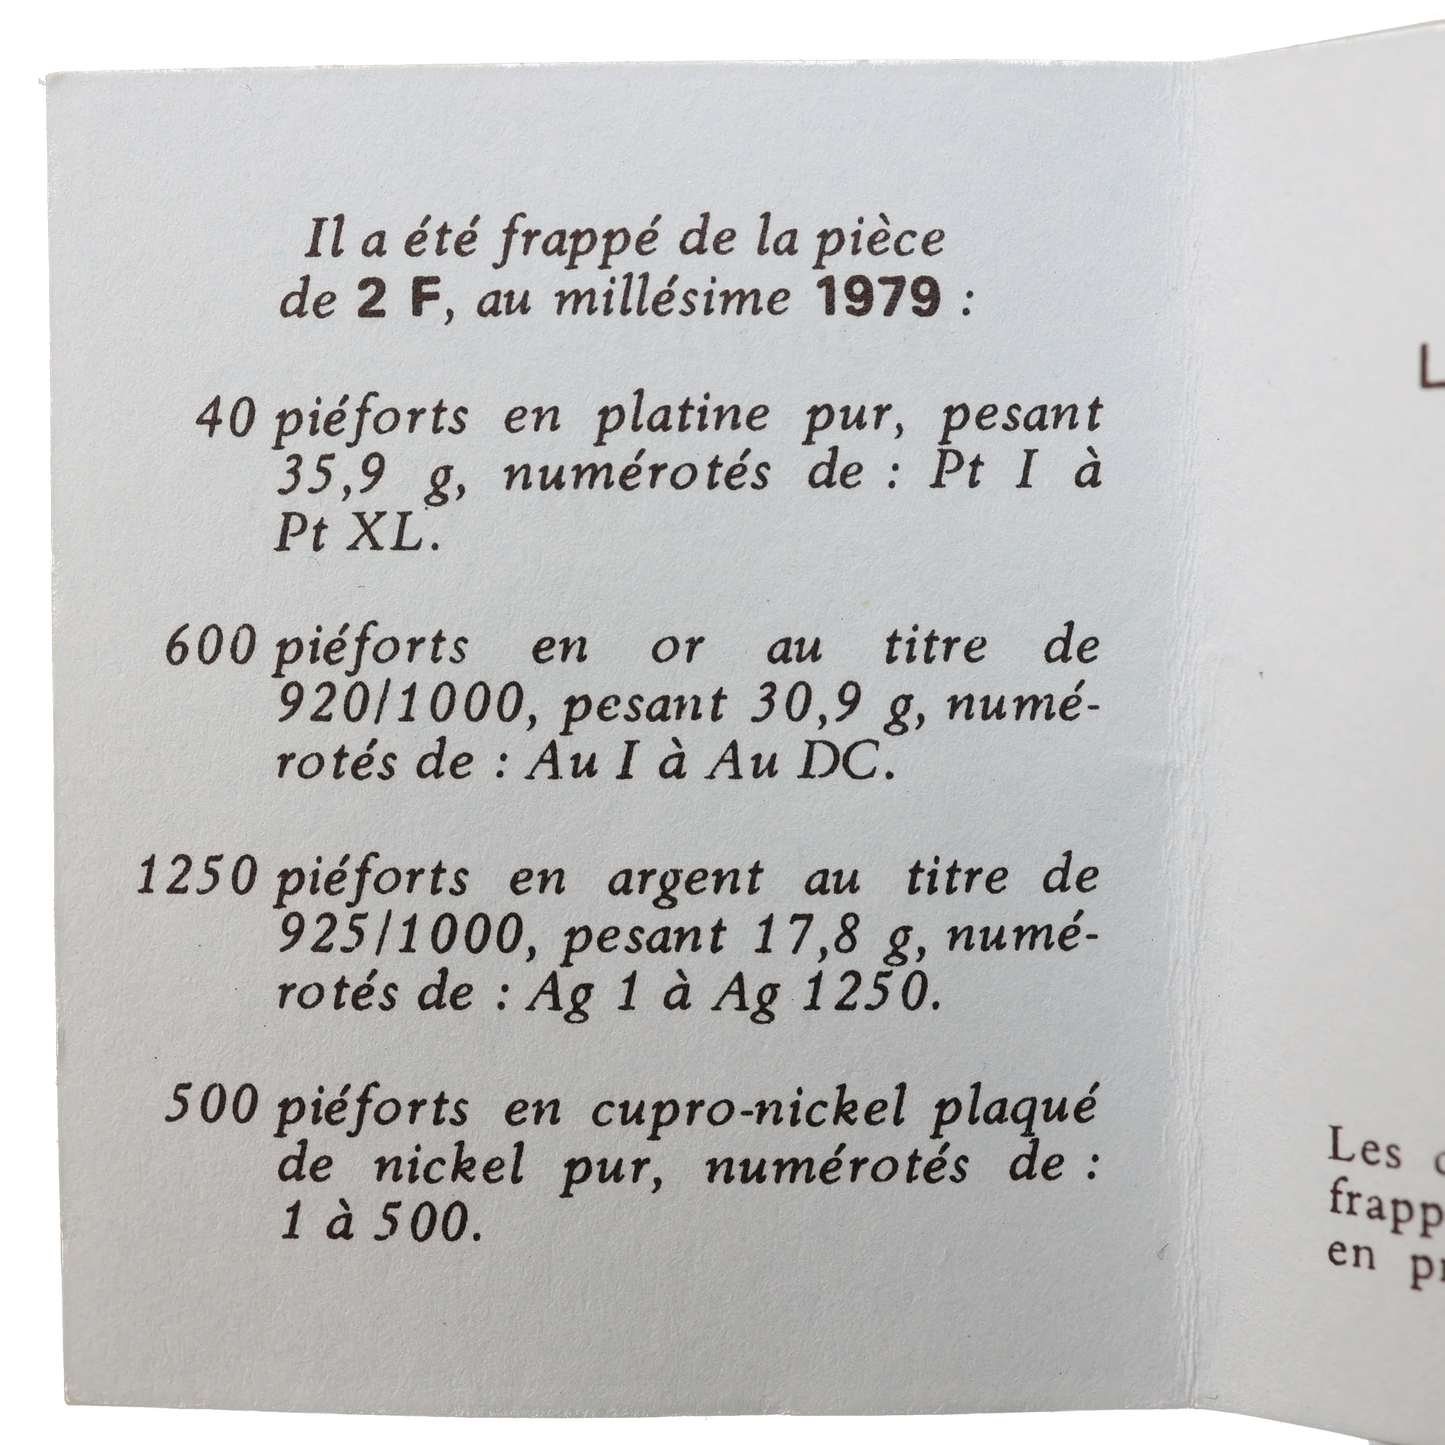 Il a été frappé de la pièce
de 2 F, au millésime 1979 :
40 piéforts en platine pur, pesant
35,9 g, numérotés de : Pt I à
Pt XL.
600 piéforts en or au titre de
920/1000, pesant 30,9 g, numé-
rotés de : Au I à Au DC.
1250 piéforts en argent au titre de
925/1000, pesant 17,8 g, numé-
rotés de : Ag 1 à Ag 1250.
500 piéforts en cupro-nickel plaqué
de nickel pur, numérotés de :
1 à 500.
Les
en